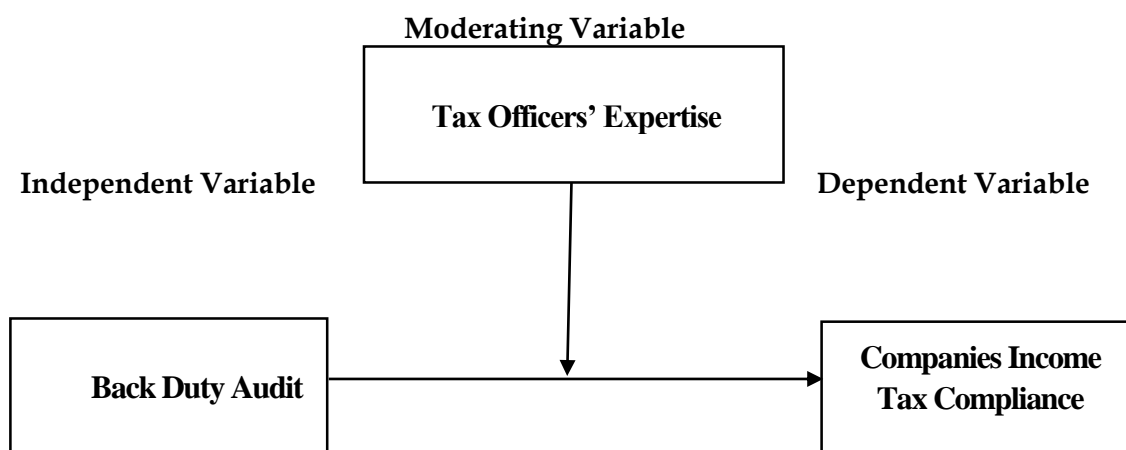 Moderating Variable
Tax Officers’ Expertise
Independent Variable
Dependent Variable
Back Duty Audit
Companies Income
Tax Compliance